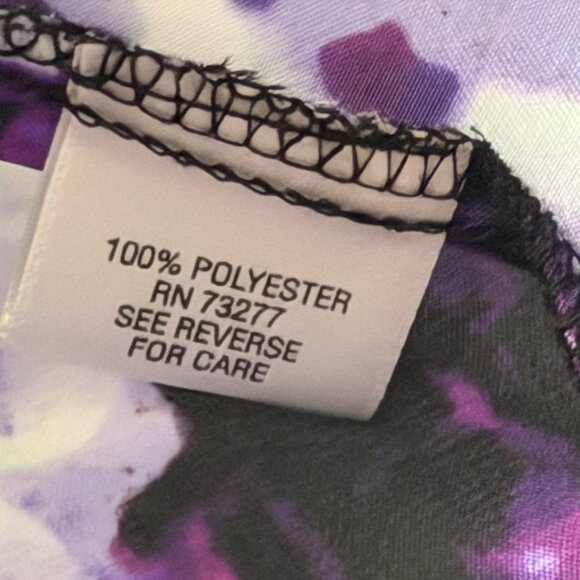 100% POLYESTER
RN 73277
SEE REVERSE
FOR CARE